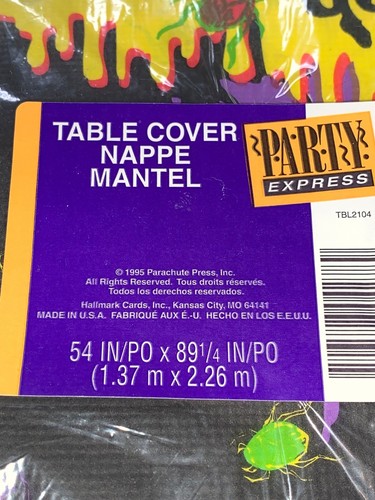 TABLE COVER
NAPPE
MANTEL
PARTY
EXPRESS
TBL2104
© 1995 Parachute Press, Inc.
All Rights Reserved. Tous droits réservés.
Todos los derechos reservados.
Hallmark Cards, Inc., Kansas City, MO 64141
MADE IN U.S.A. FABRIQUÉ AUX É.-U. HECHO EN LOS E.E.U.U.
54 IN/PO x 89 1/4 IN/PO
(1.37 m x 2.26 m)